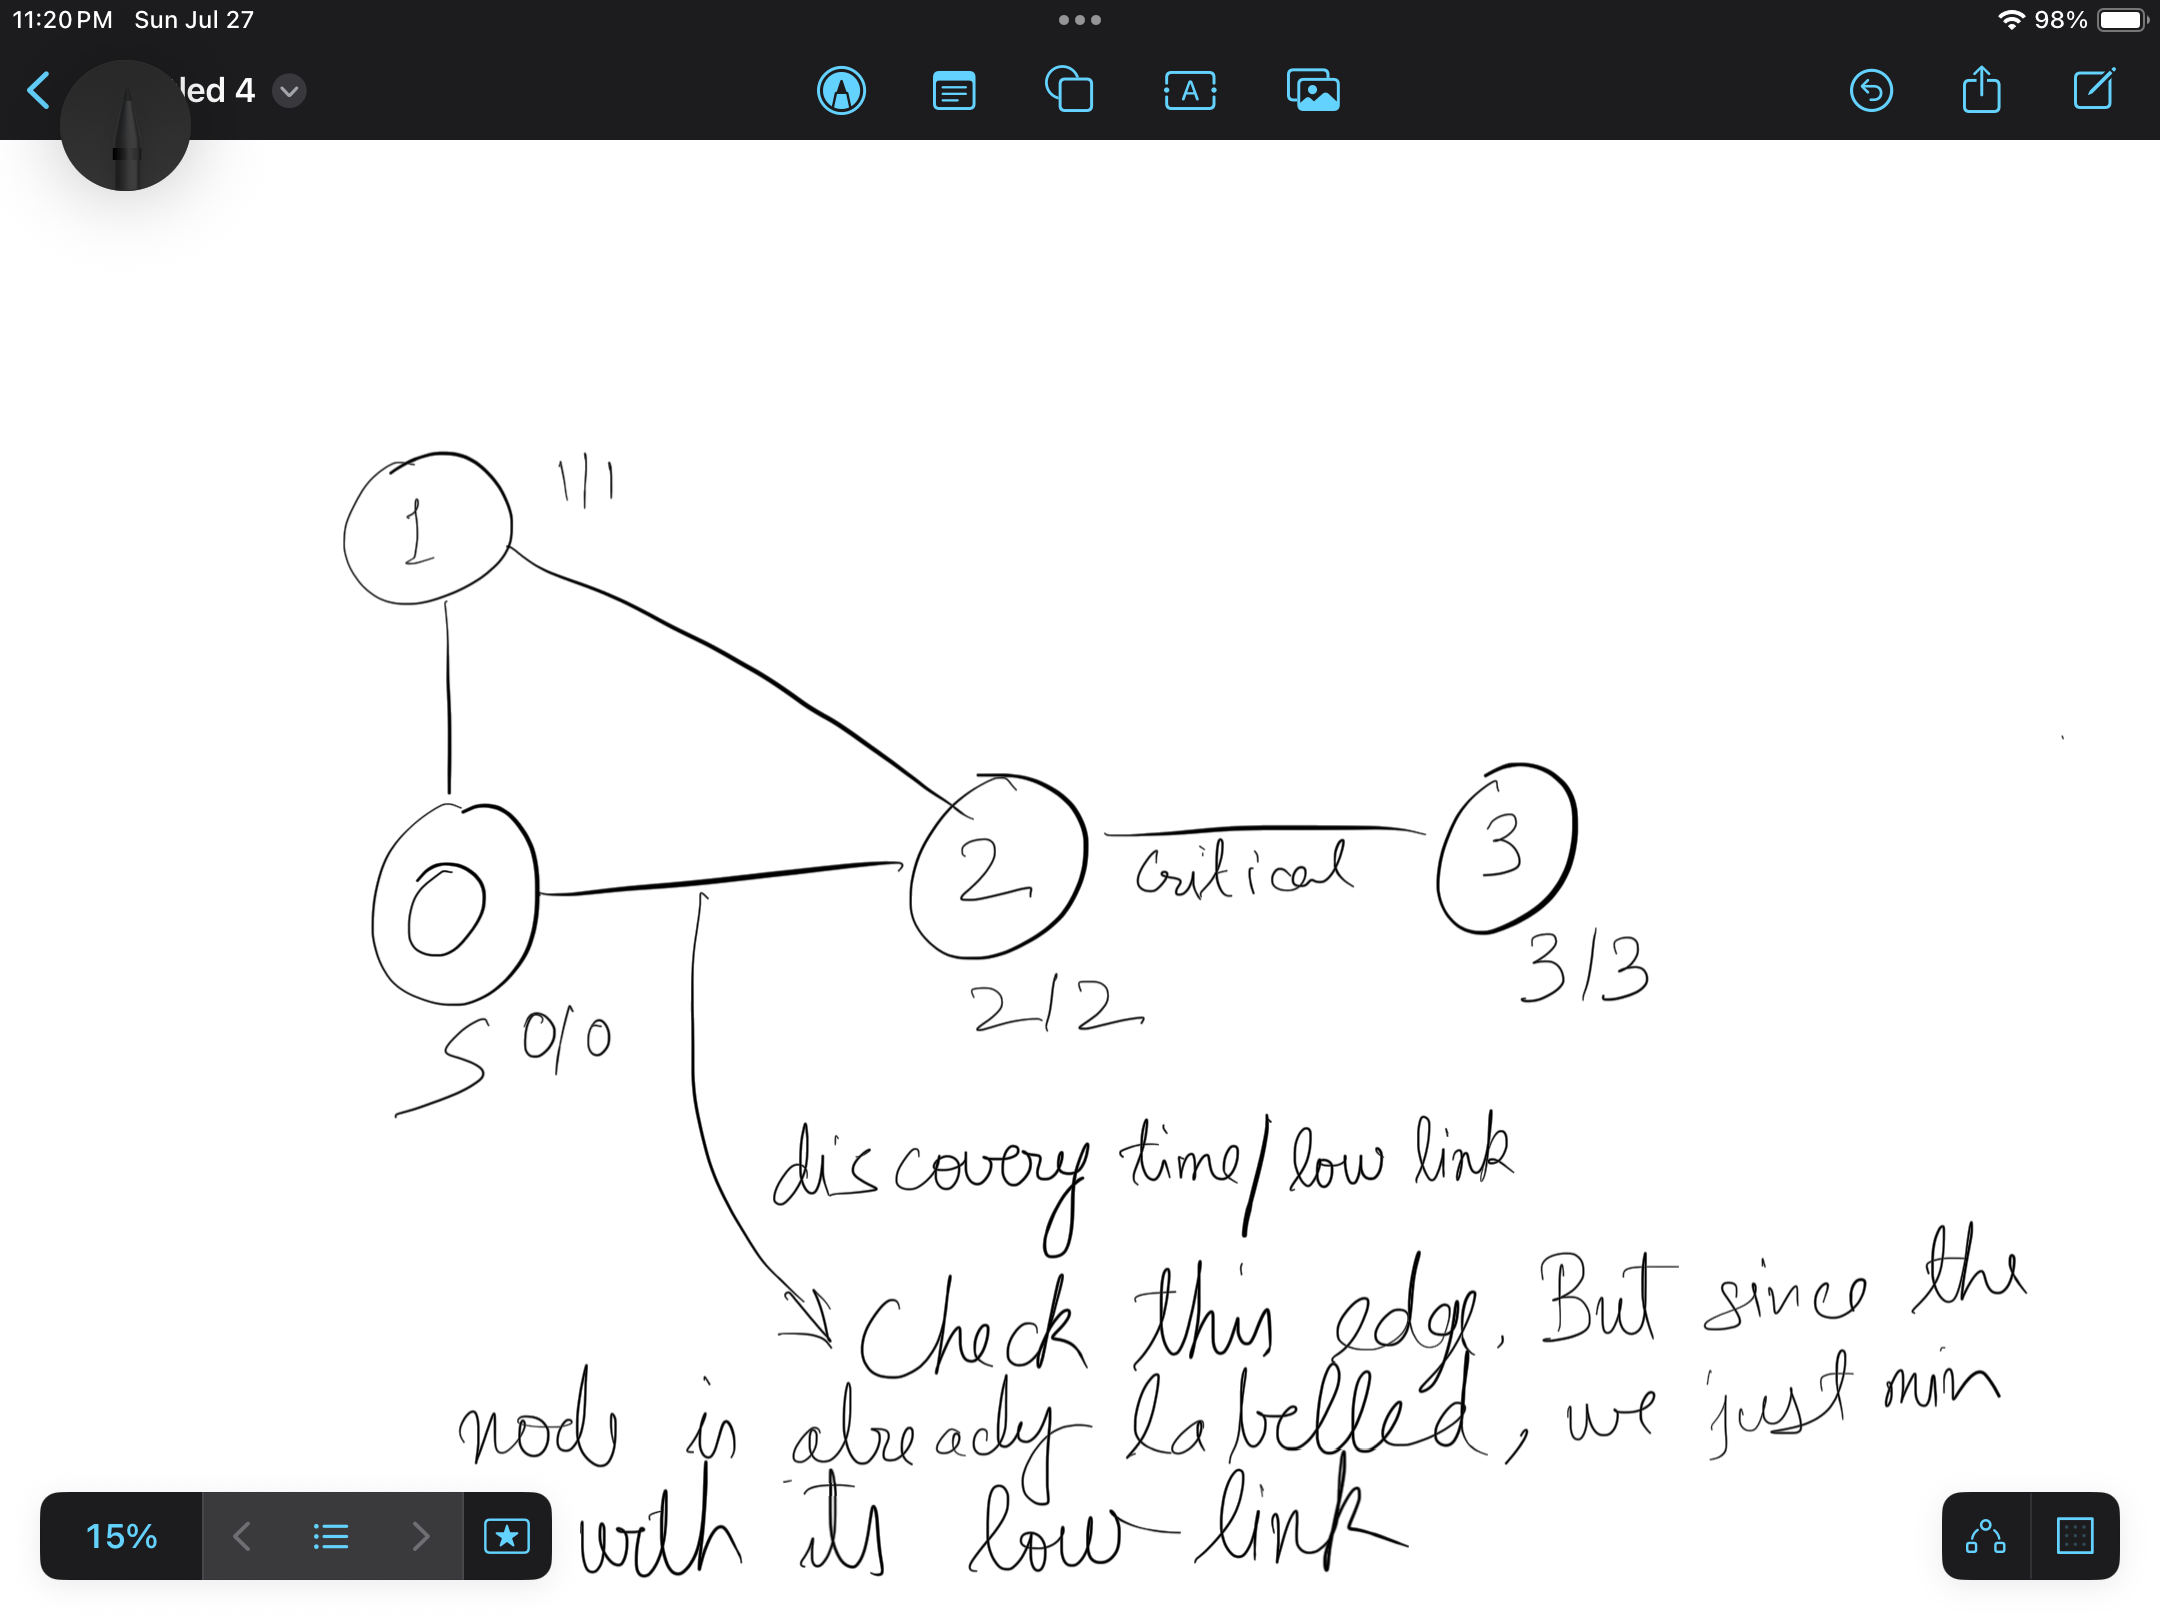 11:20 PM Sun Jul 27
98%
led 4
A
1
1/1
0
2
Critical
3
S 0/0
2/2
3/3
discovery time/low link
Check this edge. But since the
node is already labelled, we just min
with its low-link
15%